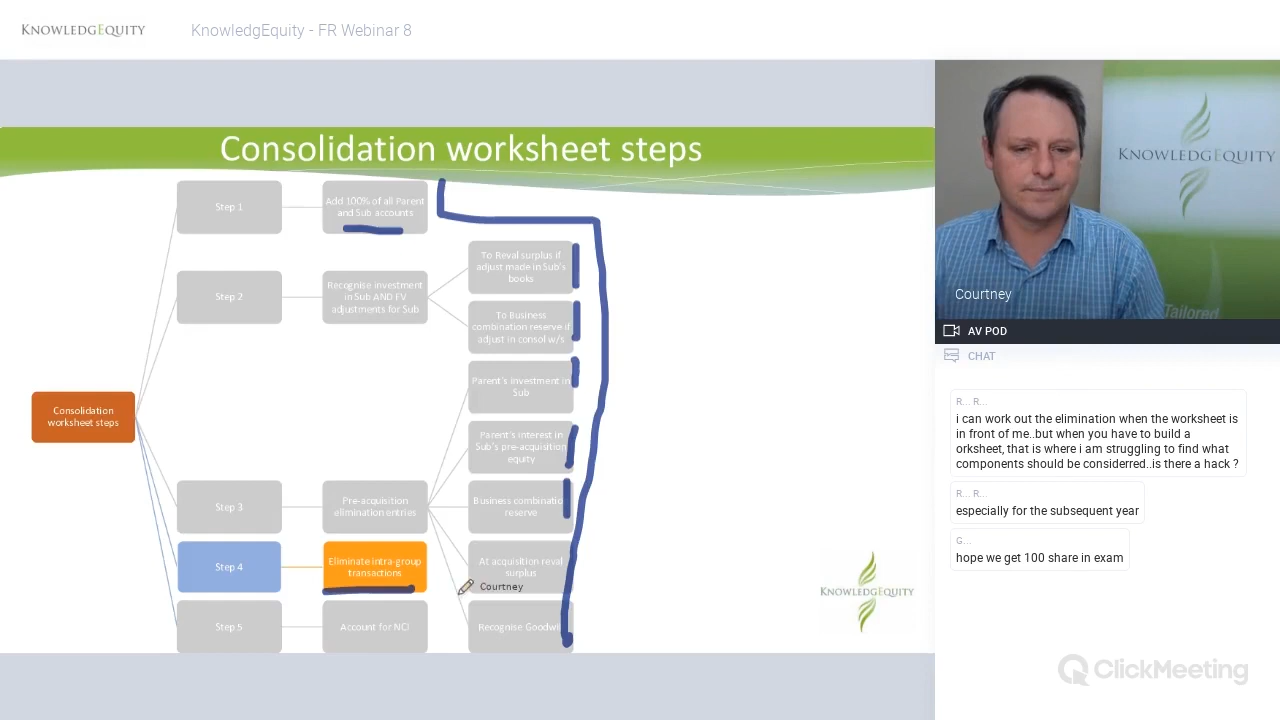 KNOWLEDGEQUITY
KnowledgEquity - FR Webinar 8
Consolidation worksheet steps
Step 1
Add 100% of all Parent
and Sub accounts
Step 2
Recognise investment
in Sub AND FV
adjustments for Sub
To Reval surplus if
adjust made in Sub's
books
To Business
combination reserve if
adjust in consol w/s
Consolidation
worksheet steps
Step 3
Pre-acquisition
elimination entries
Parent's Investment in
Sub
Parent's interest in
Sub's pre-acquisition
equity
Business combination
reserve
At acquisition reval
surplus
Recognise Goodwill
Step 4
Eliminate intra-group
transactions
Courtney
Step 5
Account for NCI
KNOWLEDGEQUITY
KNOWLEDGEQUITY
Tailored
Courtney
AV POD
CHAT
R... R...
i can work out the elimination when the worksheet is
in front of me..but when you have to build a
orksheet, that is where i am struggling to find what
components should be considerred..is there a hack ?
R... R...
especially for the subsequent year
G...
hope we get 100 share in exam
ClickMeeting